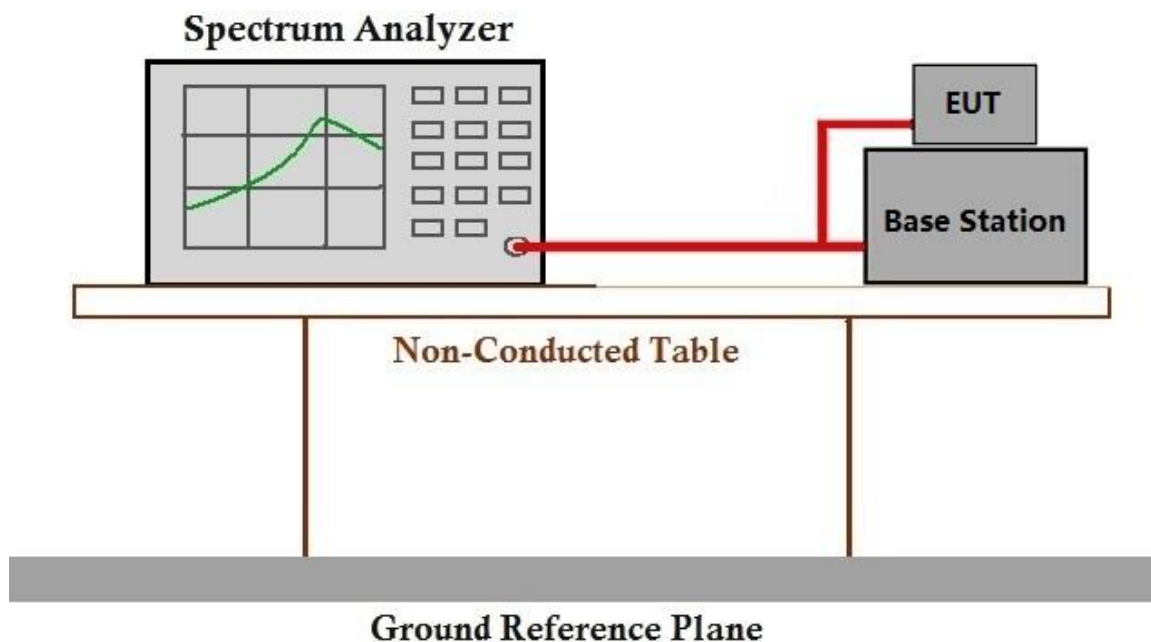 Spectrum Analyzer
EUT
Base Station
Non-Conducted Table
Ground Reference Plane